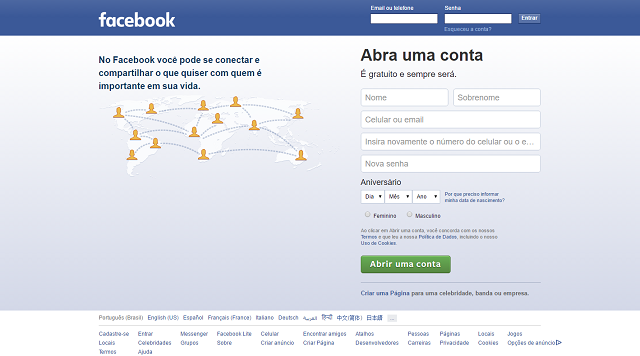 facebook
Email ou telefone
Senha
Entrar
Esqueceu a conta?
No Facebook você pode se conectar e
compartilhar o que quiser com quem é
importante em sua vida.
Abra uma conta
É gratuito e sempre será.
Nome
Sobrenome
Celular ou email
Insira novamente o número do celular ou o e...
Nova senha
Aniversário
Dia Mês Ano
Por que preciso informar
minha data de nascimento?
Feminino Masculino
Ao clicar em Abrir uma conta, você concorda com os nossos
Termos e que leu a nossa Política de Dados, incluindo o nosso
Uso de Cookies.
Abrir uma conta
Criar uma Página para uma celebridade, banda ou empresa.
Português (Brasil) English (US) Español Français (France) Italiano Deutsch العربية हिन्दी 中文(简体) 日本語 ...
Cadastre-se Entrar Messenger Facebook Lite Celular Encontrar amigos Atalhos Pessoas Páginas Locais Jogos
Locais Celebridades Grupos Sobre Criar anúncio Criar Página Desenvolvedores Carreiras Privacidade Cookies Opções de anúncio
Termos Ajuda